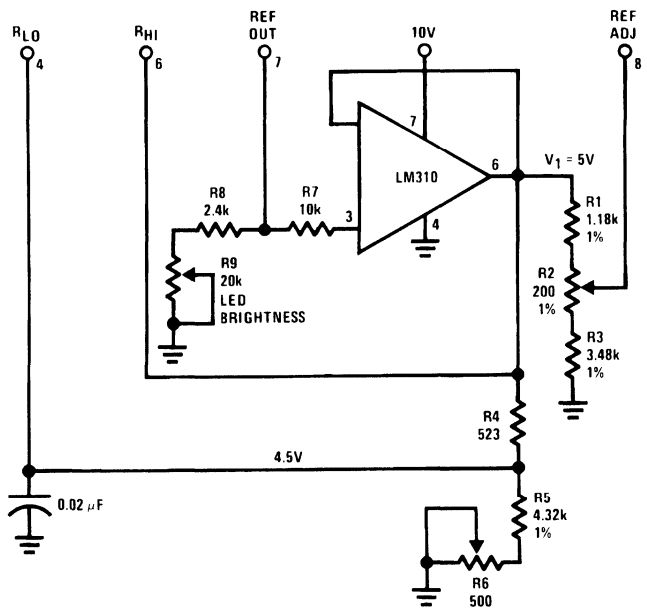 R_LO
4
R_HI
6
REF
OUT
7
10V
REF
ADJ
8
7
LM310
6
3
4
V₁ = 5V
R8
2.4k
R7
10k
R1
1.18k
1%
R9
20k
LED
BRIGHTNESS
R2
200
1%
R3
3.48k
1%
R4
523
4.5V
0.02 μF
R5
4.32k
1%
R6
500